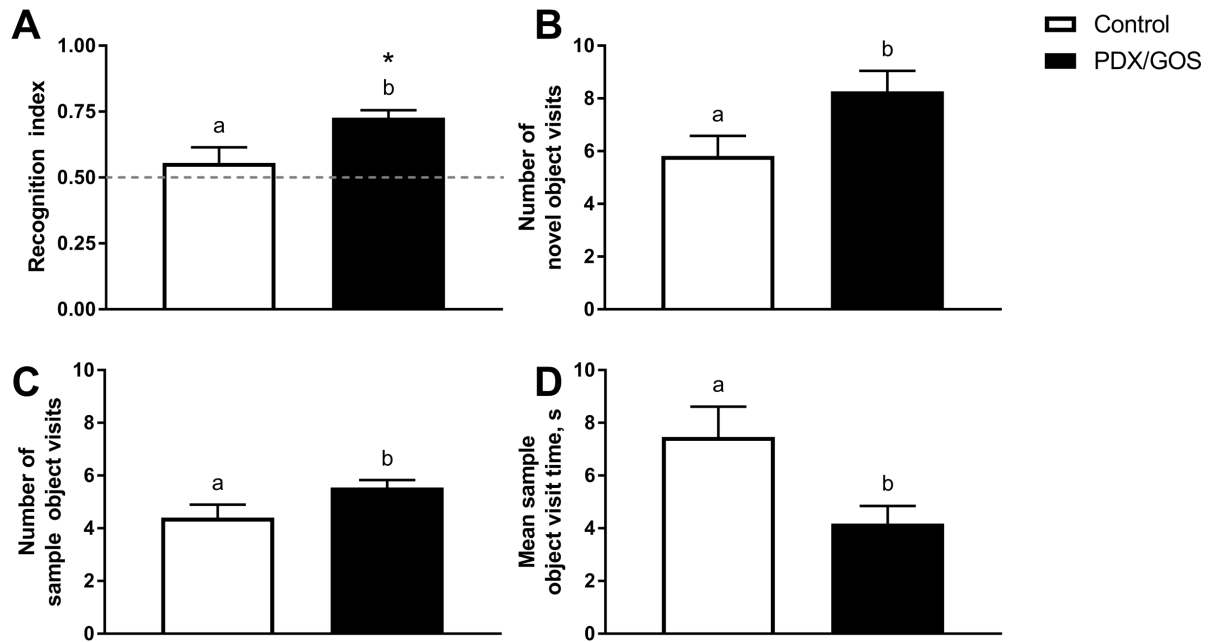 A
Recognition index
1.00
0.75
0.50
0.25
0.00
a
*
b
B
Number of
novel object visits
10
8
6
4
2
0
a
b
Control
PDX/GOS
C
Number of
sample object visits
10
8
6
4
2
0
a
b
D
Mean sample
object visit time, s
10
8
6
4
2
0
a
b